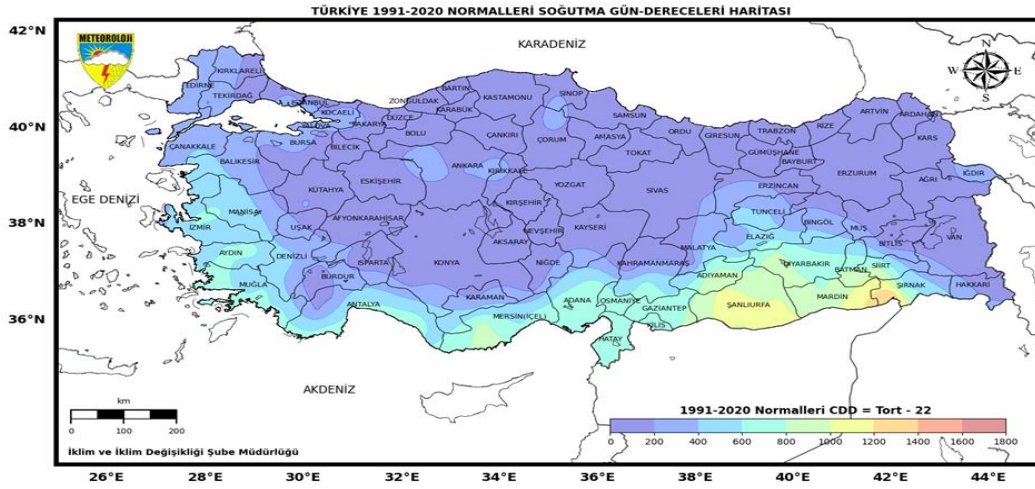 TÜRKİYE 1991-2020 NORMALLERİ SOĞUTMA GÜN-DERECELERİ HARİTASI
METEOROLOJİ
KARADENİZ
EGE DENİZİ
AKDENİZ
N
W E
S
42°N
40°N
38°N
36°N
KIRKLARELİ
EDİRNE
TEKİRDAĞ
İSTANBUL
KOCAELİ
YALOVA
SAKARYA
DÜZCE
ZONGULDAK
BARTIN
KARABÜK
KASTAMONU
SİNOP
SAMSUN
ORDU
GİRESUN
TRABZON
RİZE
ARTVİN
ARDAHAN
KARS
ÇANAKKALE
BALIKESİR
BURSA
BİLECİK
BOLU
ÇANKIRI
ÇORUM
AMASYA
TOKAT
GÜMÜŞHANE
BAYBURT
ERZURUM
AĞRI
IĞDIR
KÜTAHYA
ESKİŞEHİR
ANKARA
KIRIKKALE
YOZGAT
SİVAS
ERZİNCAN
TUNCELİ
BİNGÖL
MUŞ
BİTLİS
VAN
MANİSA
İZMİR
UŞAK
AFYONKARAHİSAR
KIRŞEHİR
NEVŞEHİR
KAYSERİ
AKSARAY
MALATYA
ELAZIĞ
AYDIN
DENİZLİ
BURDUR
ISPARTA
KONYA
NİĞDE
KAHRAMANMARAŞ
ADIYAMAN
DİYARBAKIR
BATMAN
SİİRT
ŞIRNAK
HAKKARİ
MUĞLA
ANTALYA
KARAMAN
MERSİN(İÇEL)
ADANA
OSMANİYE
GAZİANTEP
KİLİS
HATAY
ŞANLIURFA
MARDİN
km
0 100 200
İklim ve İklim Değişikliği Şube Müdürlüğü
1991-2020 Normalleri CDD = Tort - 22
0 200 400 600 800 1000 1200 1400 1600 1800
26°E 28°E 30°E 32°E 34°E 36°E 38°E 40°E 42°E 44°E